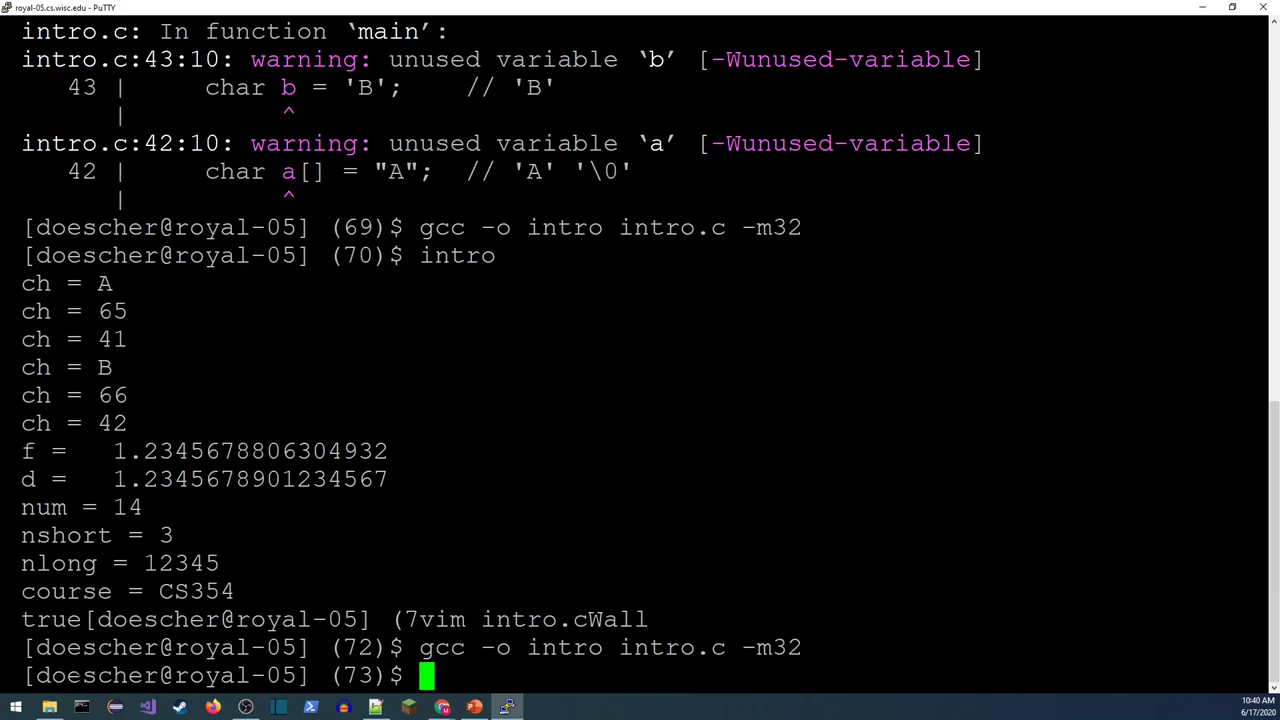 royal-05.cs.wisc.edu - PuTTY
intro.c: In function ‘main’:
intro.c:43:10: warning: unused variable ‘b’ [-Wunused-variable]
43 | char b = 'B'; // 'B'
| ^
intro.c:42:10: warning: unused variable ‘a’ [-Wunused-variable]
42 | char a[] = "A"; // 'A' '\0'
| ^
[doescher@royal-05] (69)$ gcc -o intro intro.c -m32
[doescher@royal-05] (70)$ intro
ch = A
ch = 65
ch = 41
ch = B
ch = 66
ch = 42
f = 1.2345678806304932
d = 1.2345678901234567
num = 14
nshort = 3
nlong = 12345
course = CS354
true[doescher@royal-05] (7vim intro.cWall
[doescher@royal-05] (72)$ gcc -o intro intro.c -m32
[doescher@royal-05] (73)$
10:40 AM
6/17/2020